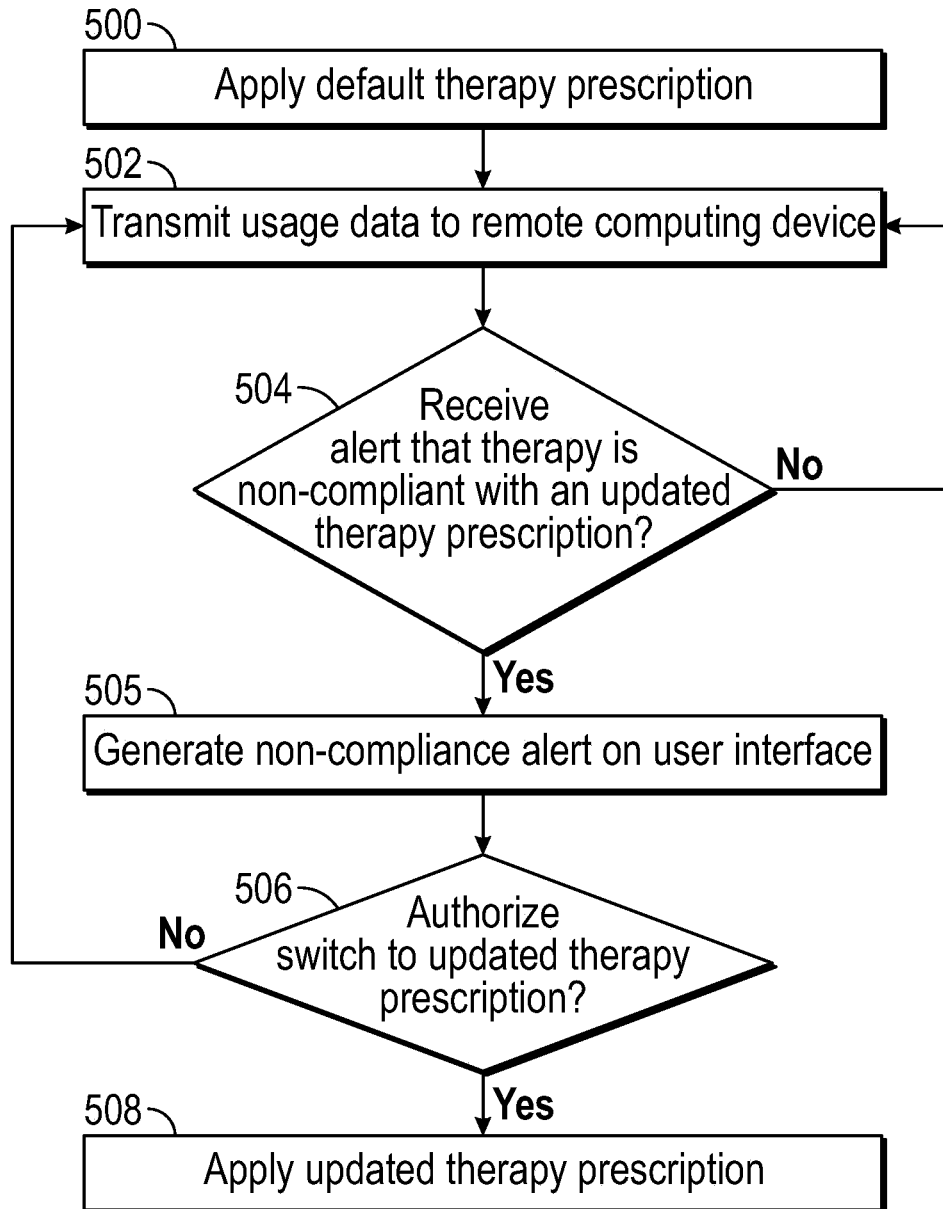 500
Apply default therapy prescription
502
Transmit usage data to remote computing device
504
Receive
alert that therapy is
non-compliant with an updated
therapy prescription?
No
Yes
505
Generate non-compliance alert on user interface
506
Authorize
switch to updated therapy
prescription?
No
Yes
508
Apply updated therapy prescription